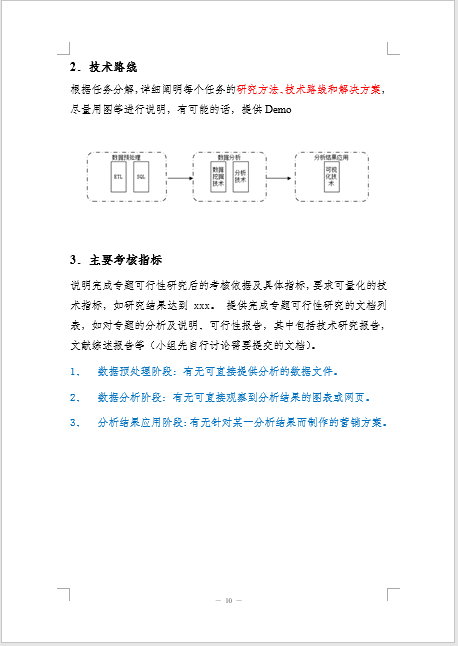 2．技术路线
根据任务分解,详细阐明每个任务的研究方法、技术路线和解决方案,
尽量用图等进行说明，有可能的话，提供 Demo
数据预处理
ETL
SQL
数据分析
数据挖掘技术
分析技术
分析结果应用
可视化技术
3．主要考核指标
说明完成专题可行性研究后的考核依据及具体指标,要求可量化的技
术指标，如研究结果达到 xxx。 提供完成专题可行性研究的文档列
表，如对专题的分析及说明、可行性报告，其中包括技术研究报告，
文献综述报告等（小组先自行讨论需要提交的文档）。
1、 数据预处理阶段：有无可直接提供分析的数据文件。
2、 数据分析阶段：有无可直接观察到分析结果的图表或网页。
3、 分析结果应用阶段:有无针对某一分析结果而制作的营销方案。
— 10 —